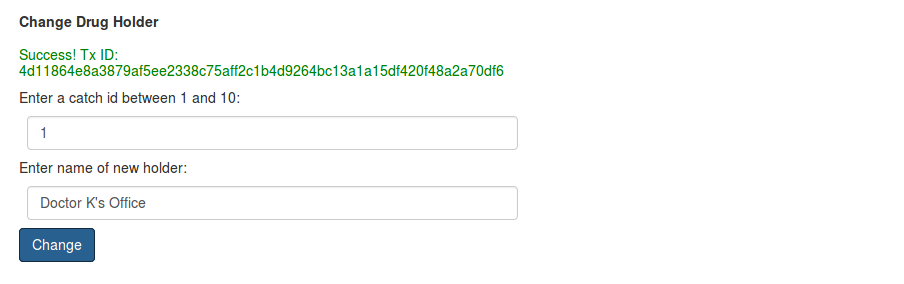 Change Drug Holder
Success! Tx ID:
4d11864e8a3879af5ee2338c75aff2c1b4d9264bc13a1a15df420f48a2a70df6
Enter a catch id between 1 and 10:
1
Enter name of new holder:
Doctor K's Office
Change